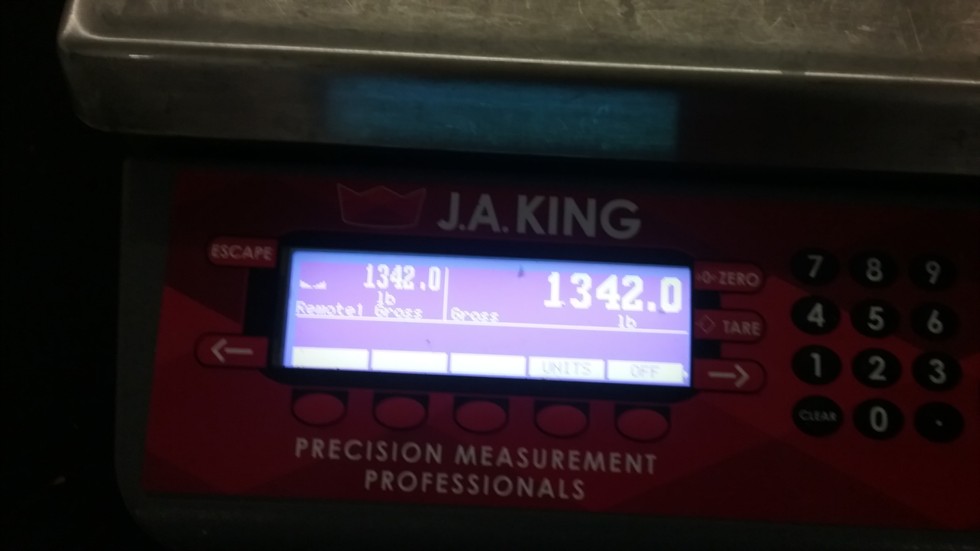 J.A. KING
ESCAPE
1342.0
lb
Remote1 Gross
1342.0
lb
Gross
UNITS
OFF
→0← ZERO
TARE
←
→
7 8 9
4 5 6
1 2 3
CLEAR 0 .
PRECISION MEASUREMENT
PROFESSIONALS